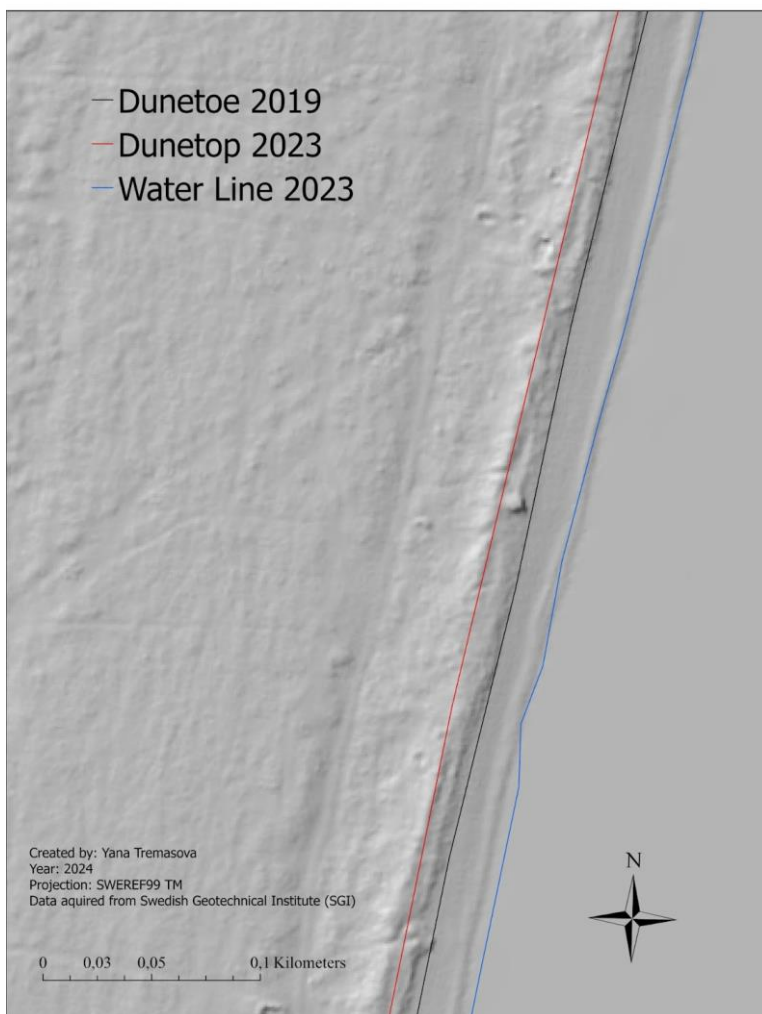 Dunetoe 2019
Dunetop 2023
Water Line 2023
Created by: Yana Tremasova
Year: 2024
Projection: SWEREF99 TM
Data aquired from Swedish Geotechnical Institute (SGI)
N
0 0,03 0,05 0,1 Kilometers